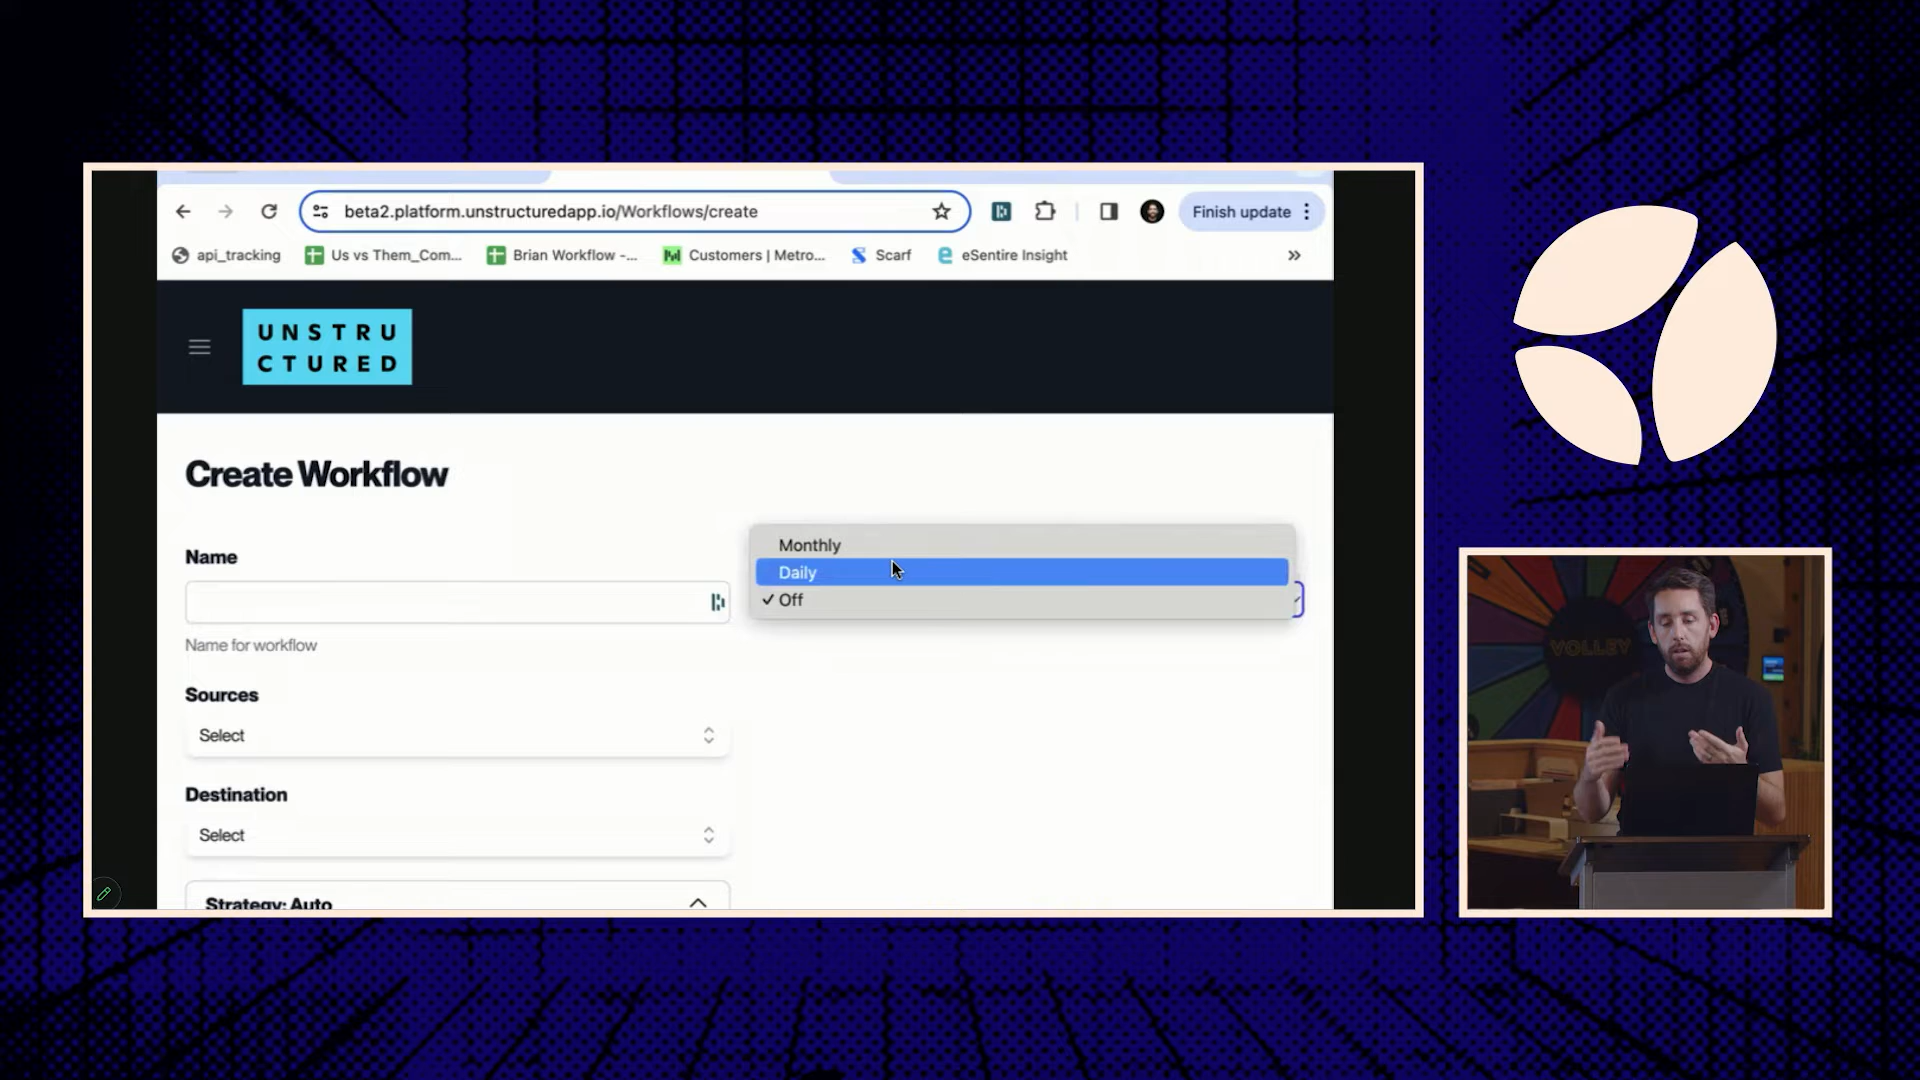 beta2.platform.unstructuredapp.io/Workflows/create
Finish update
api_tracking
Us vs Them_Com...
Brian Workflow -...
Customers | Metro...
Scarf
eSentire Insight
UNSTRU
CTURED
Create Workflow
Name
Monthly
Daily
Off
Name for workflow
Sources
Select
Destination
Select
Strategy: Auto
VOLLEY